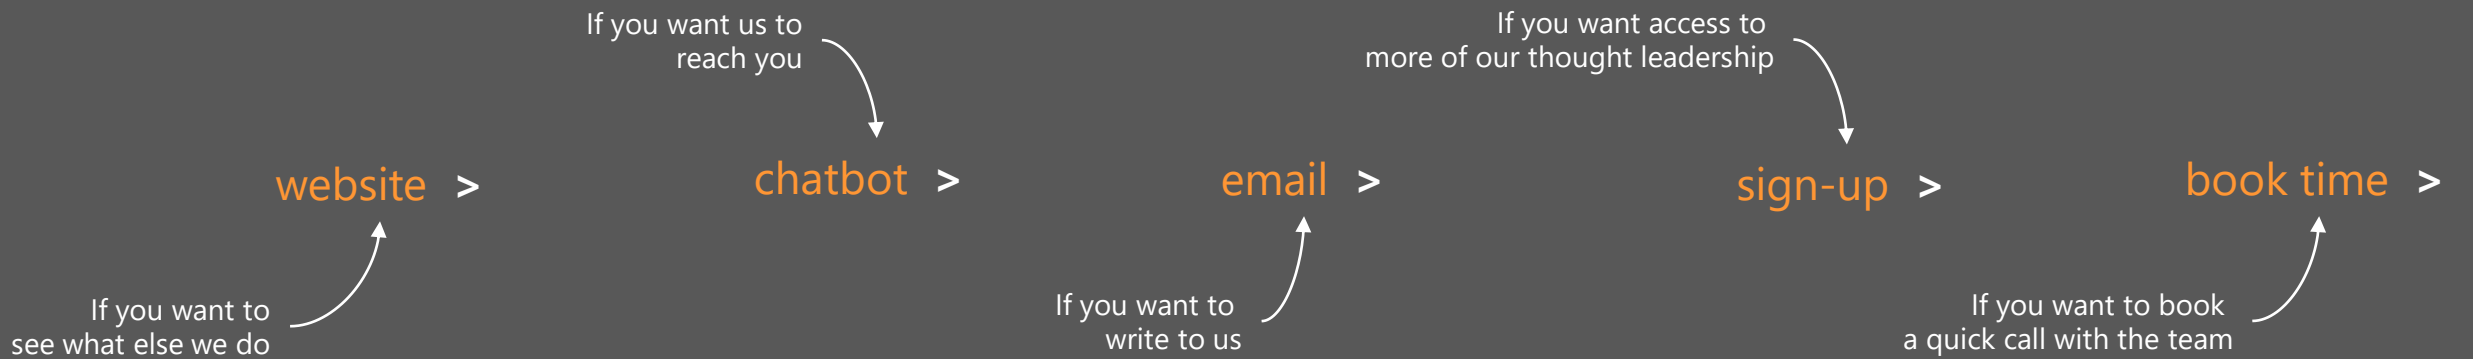 If you want us to
reach you
If you want access to
more of our thought leadership
website >
chatbot >
email >
sign-up >
book time >
If you want to
see what else we do
If you want to
write to us
If you want to book
a quick call with the team